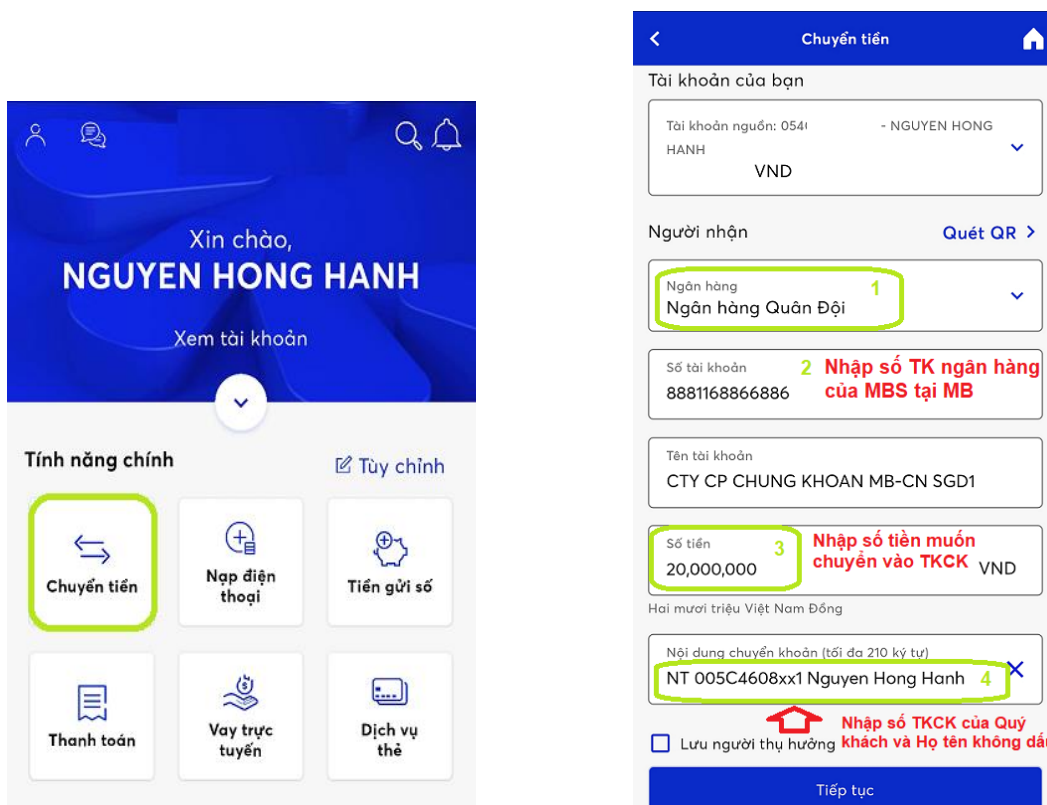 Xin chào,
NGUYEN HONG HANH
Xem tài khoản
Tính năng chính
Tùy chỉnh
Chuyển tiền
Nạp điện
thoại
Tiền gửi số
Thanh toán
Vay trực
tuyến
Dịch vụ
thẻ
Chuyển tiền
Tài khoản của bạn
Tài khoản nguồn: 054 - NGUYEN HONG
HANH
VND
Người nhận
Quét QR >
Ngân hàng
1
Ngân hàng Quân Đội
Số tài khoản
8881168866886
2 Nhập số TK ngân hàng
của MBS tại MB
Tên tài khoản
CTY CP CHUNG KHOAN MB-CN SGD1
Số tiền
20,000,000
3
Nhập số tiền muốn
chuyển vào TKCK
VND
Hai mươi triệu Việt Nam Đồng
Nội dung chuyển khoản (tối đa 210 ký tự)
NT 005C4608xx1 Nguyen Hong Hanh 4
Nhập số TKCK của Quý
khách và Họ tên không dấu
Lưu người thụ hưởng
Tiếp tục